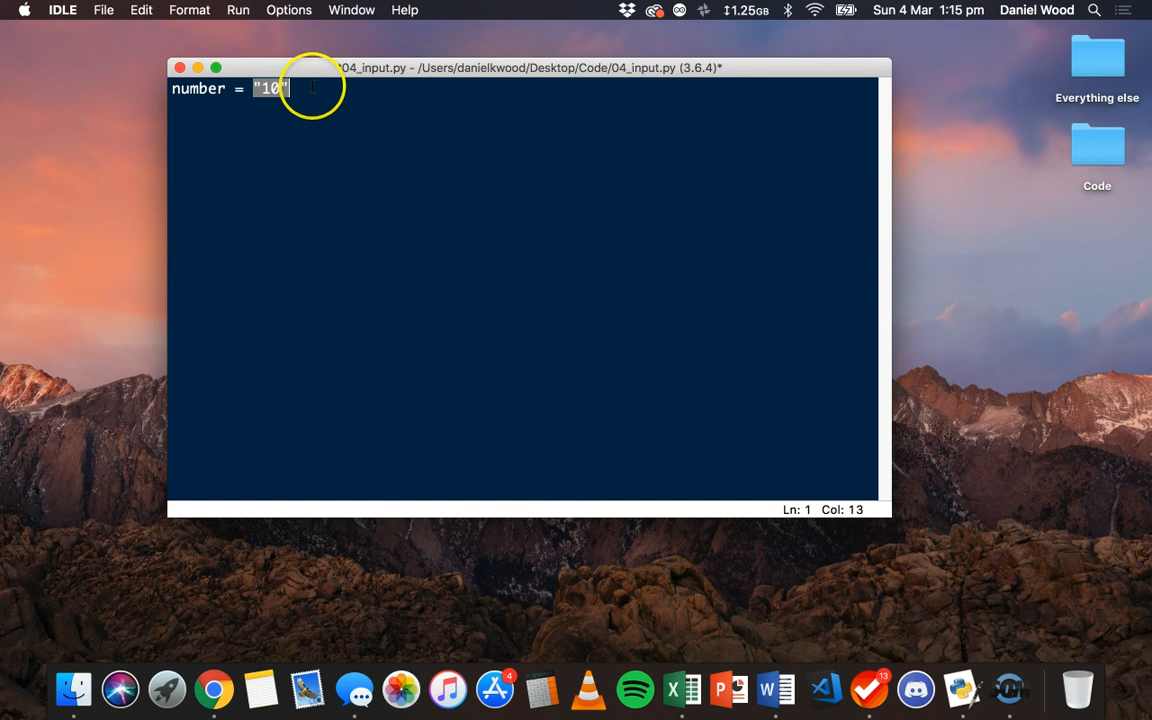 IDLE File Edit Format Run Options Window Help 1.25GB Sun 4 Mar 1:15 pm Daniel Wood
Everything else
Code
*04_input.py - /Users/danielkwood/Desktop/Code/04_input.py (3.6.4)*
number = "10"
Ln: 1 Col: 13
4
13